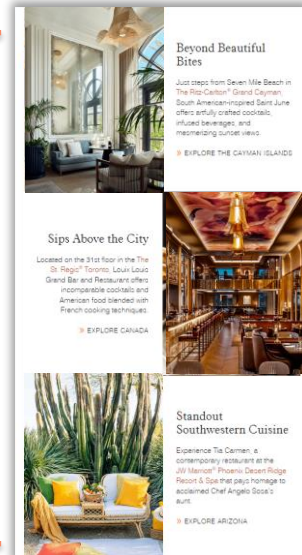 Beyond Beautiful
Bites
Just steps from Seven Mile Beach in
The Ritz-Carlton® Grand Cayman,
South American-inspired Saint June
offers artfully crafted cocktails,
infused beverages, and
mesmerizing sunset views.
» EXPLORE THE CAYMAN ISLANDS
Sips Above the City
Located on the 31st floor in the The
St. Regis® Toronto, Louix Louis
Grand Bar and Restaurant offers
incomparable cocktails and
American food blended with
French cooking techniques.
» EXPLORE CANADA
Standout
Southwestern Cuisine
Experience Tia Carmen, a
contemporary restaurant at the
JW Marriott® Phoenix Desert Ridge
Resort & Spa that pays homage to
acclaimed Chef Angelo Sosa's
aunt.
» EXPLORE ARIZONA